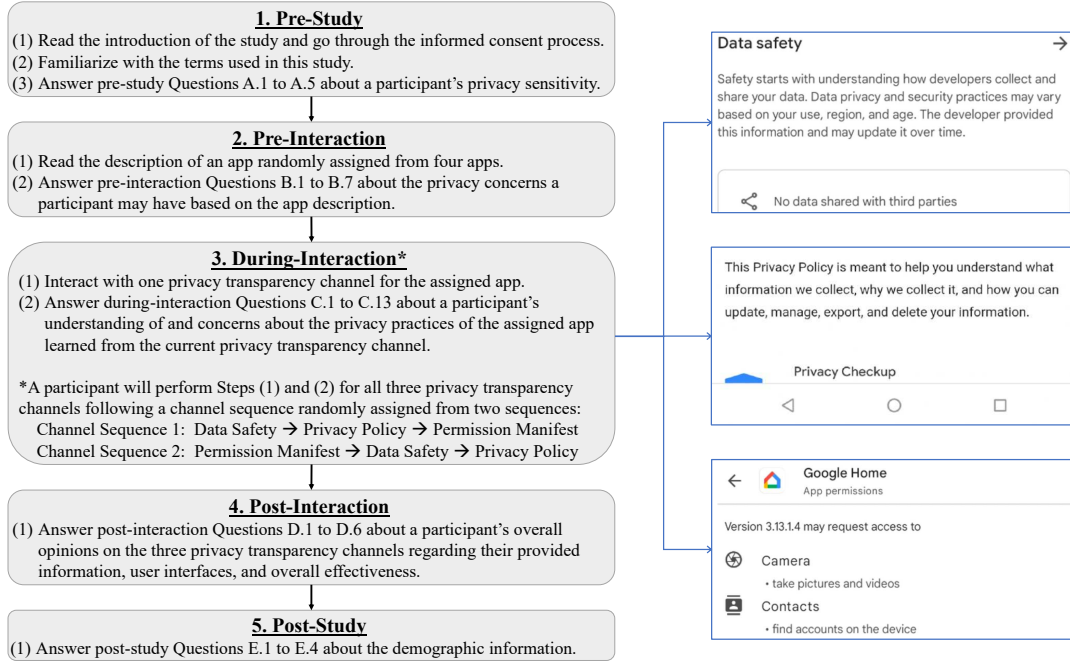 1. Pre-Study
(1) Read the introduction of the study and go through the informed consent process.
(2) Familiarize with the terms used in this study.
(3) Answer pre-study Questions A.1 to A.5 about a participant's privacy sensitivity.
2. Pre-Interaction
(1) Read the description of an app randomly assigned from four apps.
(2) Answer pre-interaction Questions B.1 to B.7 about the privacy concerns a
participant may have based on the app description.
3. During-Interaction*
(1) Interact with one privacy transparency channel for the assigned app.
(2) Answer during-interaction Questions C.1 to C.13 about a participant's
understanding of and concerns about the privacy practices of the assigned app
learned from the current privacy transparency channel.
*A participant will perform Steps (1) and (2) for all three privacy transparency
channels following a channel sequence randomly assigned from two sequences:
Channel Sequence 1: Data Safety → Privacy Policy → Permission Manifest
Channel Sequence 2: Permission Manifest → Data Safety → Privacy Policy
4. Post-Interaction
(1) Answer post-interaction Questions D.1 to D.6 about a participant's overall
opinions on the three privacy transparency channels regarding their provided
information, user interfaces, and overall effectiveness.
5. Post-Study
(1) Answer post-study Questions E.1 to E.4 about the demographic information.
Data safety
Safety starts with understanding how developers collect and
share your data. Data privacy and security practices may vary
based on your use, region, and age. The developer provided
this information and may update it over time.
No data shared with third parties
This Privacy Policy is meant to help you understand what
information we collect, why we collect it, and how you can
update, manage, export, and delete your information.
Privacy Checkup
Google Home
App permissions
Version 3.13.1.4 may request access to
Camera
• take pictures and videos
Contacts
• find accounts on the device